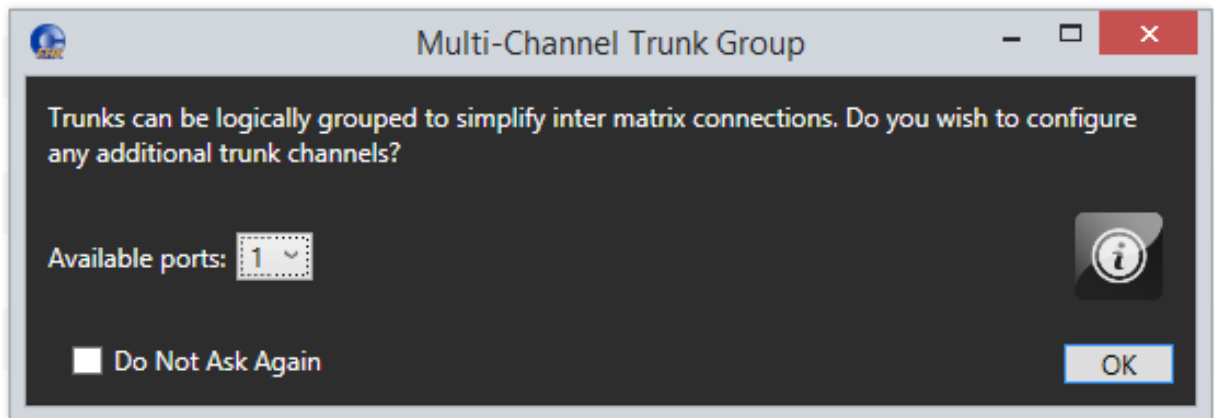 Multi-Channel Trunk Group
Trunks can be logically grouped to simplify inter matrix connections. Do you wish to configure
any additional trunk channels?
Available ports: 1
Do Not Ask Again
OK